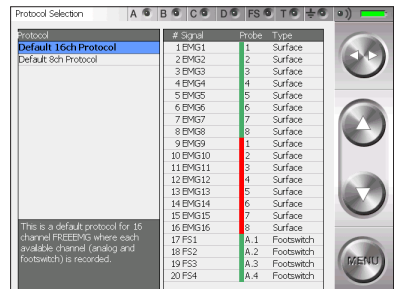 Protocol Selection A B C D FS T
Protocol
Default 16ch Protocol
Default 8ch Protocol
This is a default protocol for 16
channel FREEEMG where each
available channel (analog and
footswitch) is recorded.
# Signal Probe Type
1 EMG1 1 Surface
2 EMG2 2 Surface
3 EMG3 3 Surface
4 EMG4 4 Surface
5 EMG5 5 Surface
6 EMG6 6 Surface
7 EMG7 7 Surface
8 EMG8 8 Surface
9 EMG9 1 Surface
10 EMG10 2 Surface
11 EMG11 3 Surface
12 EMG12 4 Surface
13 EMG13 5 Surface
14 EMG14 6 Surface
15 EMG15 7 Surface
16 EMG16 8 Surface
17 FS1 A.1 Footswitch
18 FS2 A.2 Footswitch
19 FS3 A.3 Footswitch
20 FS4 A.4 Footswitch
MENU